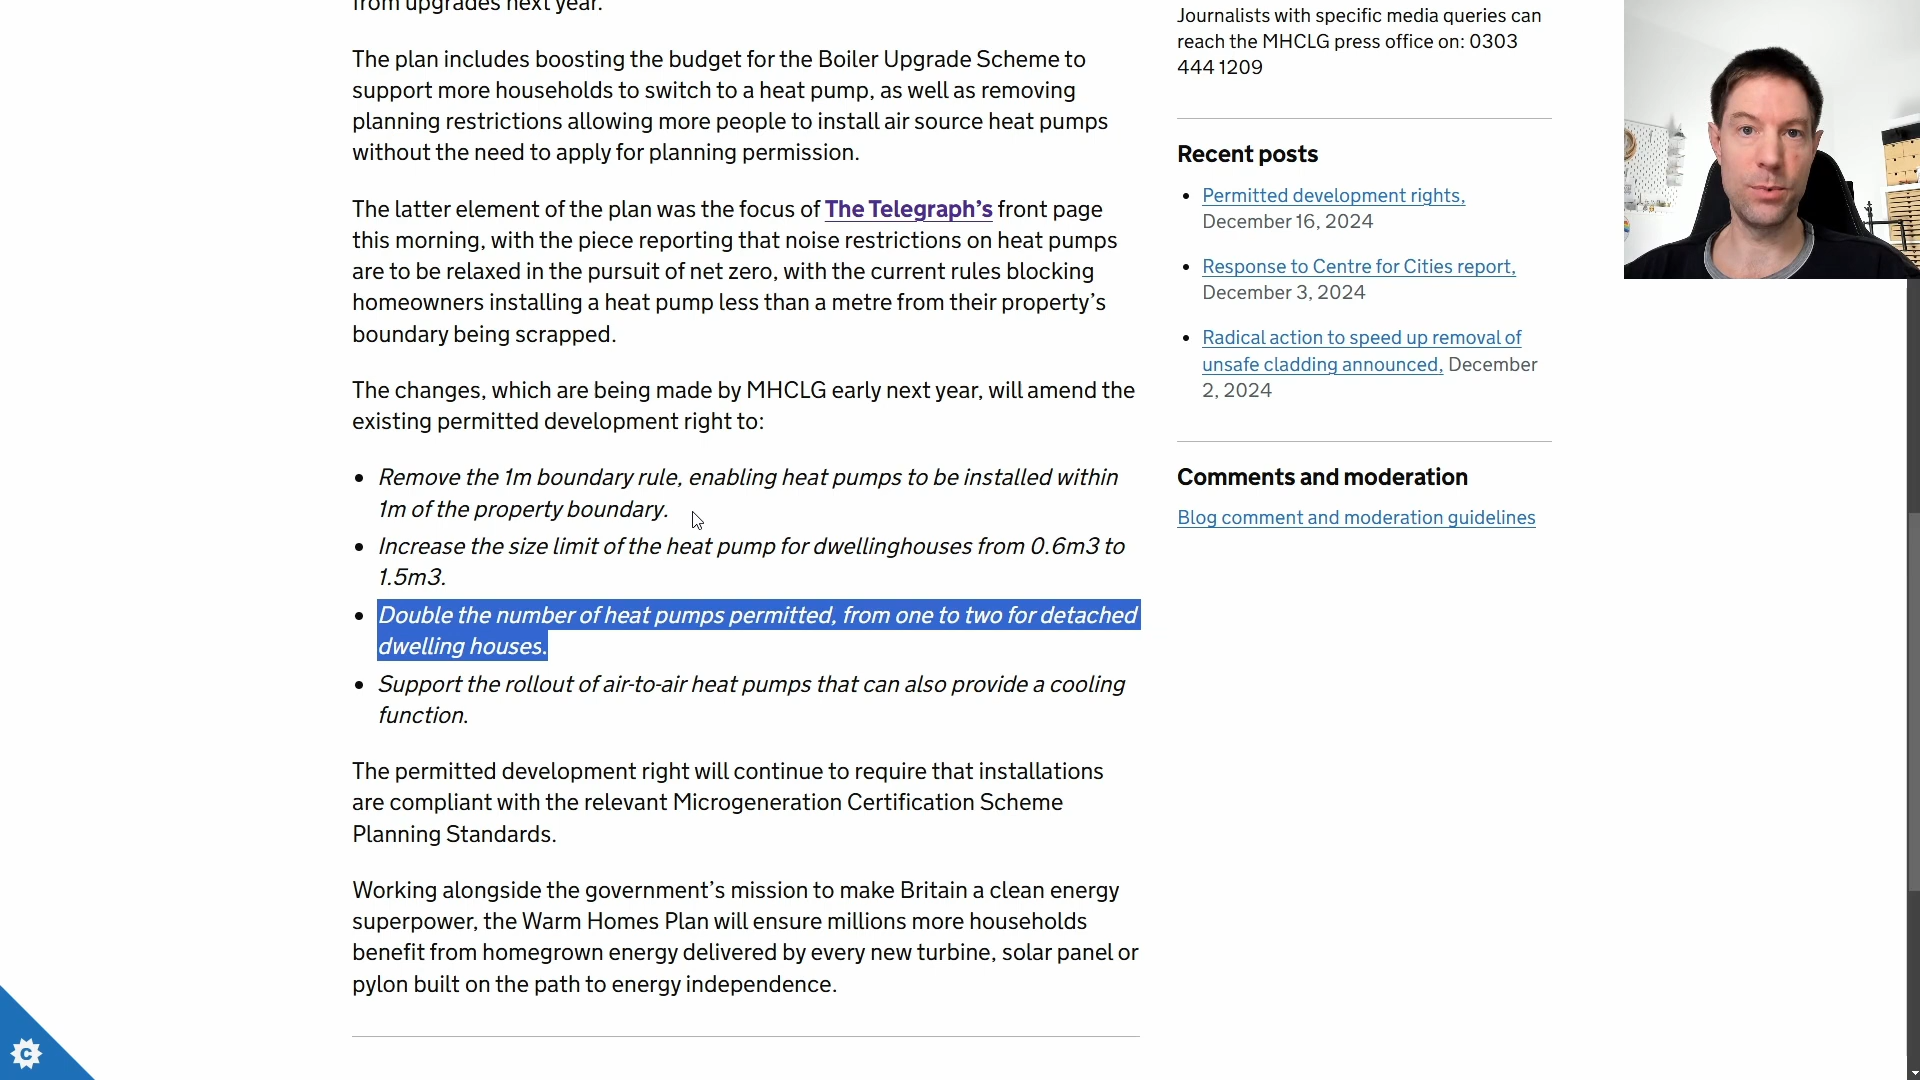 from upgrades next year.
The plan includes boosting the budget for the Boiler Upgrade Scheme to
support more households to switch to a heat pump, as well as removing
planning restrictions allowing more people to install air source heat pumps
without the need to apply for planning permission.
The latter element of the plan was the focus of The Telegraph’s front page
this morning, with the piece reporting that noise restrictions on heat pumps
are to be relaxed in the pursuit of net zero, with the current rules blocking
homeowners installing a heat pump less than a metre from their property’s
boundary being scrapped.
The changes, which are being made by MHCLG early next year, will amend the
existing permitted development right to:
Remove the 1m boundary rule, enabling heat pumps to be installed within
1m of the property boundary.
Increase the size limit of the heat pump for dwellinghouses from 0.6m3 to
1.5m3.
Double the number of heat pumps permitted, from one to two for detached
dwelling houses.
Support the rollout of air-to-air heat pumps that can also provide a cooling
function.
The permitted development right will continue to require that installations
are compliant with the relevant Microgeneration Certification Scheme
Planning Standards.
Working alongside the government’s mission to make Britain a clean energy
superpower, the Warm Homes Plan will ensure millions more households
benefit from homegrown energy delivered by every new turbine, solar panel or
pylon built on the path to energy independence.
Journalists with specific media queries can
reach the MHCLG press office on: 0303
444 1209
Recent posts
Permitted development rights,
December 16, 2024
Response to Centre for Cities report,
December 3, 2024
Radical action to speed up removal of
unsafe cladding announced, December
2, 2024
Comments and moderation
Blog comment and moderation guidelines
C